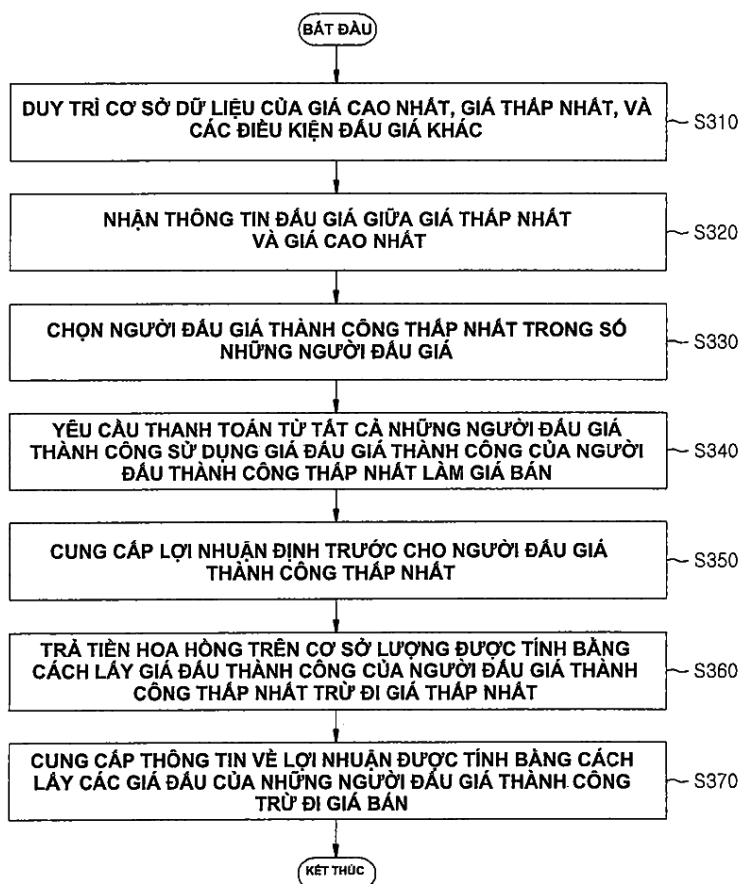 BẮT ĐẦU
DUY TRÌ CƠ SỞ DỮ LIỆU CỦA GIÁ CAO NHẤT, GIÁ THẤP NHẤT, VÀ
CÁC ĐIỀU KIỆN ĐẤU GIÁ KHÁC
S310
NHẬN THÔNG TIN ĐẤU GIÁ GIỮA GIÁ THẤP NHẤT
VÀ GIÁ CAO NHẤT
S320
CHỌN NGƯỜI ĐẤU GIÁ THÀNH CÔNG THẤP NHẤT TRONG SỐ
NHỮNG NGƯỜI ĐẤU GIÁ
S330
YÊU CẦU THANH TOÁN TỪ TẤT CẢ NHỮNG NGƯỜI ĐẤU GIÁ
THÀNH CÔNG SỬ DỤNG GIÁ ĐẤU GIÁ THÀNH CÔNG CỦA NGƯỜI
ĐẤU THÀNH CÔNG THẤP NHẤT LÀM GIÁ BÁN
S340
CUNG CẤP LỢI NHUẬN ĐỊNH TRƯỚC CHO NGƯỜI ĐẤU GIÁ
THÀNH CÔNG THẤP NHẤT
S350
TRẢ TIỀN HOA HỒNG TRÊN CƠ SỞ LƯỢNG ĐƯỢC TÍNH BẰNG
CÁCH LẤY GIÁ ĐẤU THÀNH CÔNG CỦA NGƯỜI ĐẤU GIÁ THÀNH
CÔNG THẤP NHẤT TRỪ ĐI GIÁ THẤP NHẤT
S360
CUNG CẤP THÔNG TIN VỀ LỢI NHUẬN ĐƯỢC TÍNH BẰNG CÁCH
LẤY CÁC GIÁ ĐẤU CỦA NHỮNG NGƯỜI ĐẤU GIÁ THÀNH CÔNG
TRỪ ĐI GIÁ BÁN
S370
KẾT THÚC